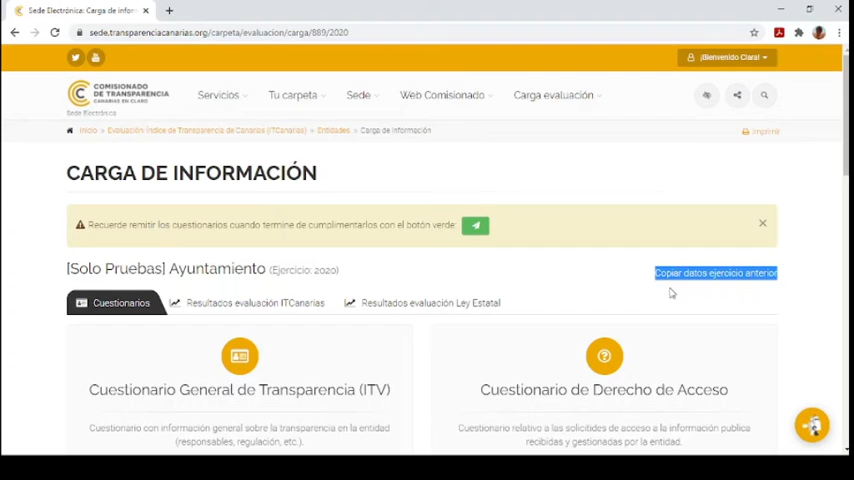 Sede Electrónica: Carga de inform
sede.transparenciacanarias.org/carpeta/evaluacion/carga/889/2020
¡Bienvenido Clara!
COMISIONADO
DE TRANSPARENCIA
CANARIAS EN CLARO
Sede Electrónica
Servicios
Tu carpeta
Sede
Web Comisionado
Carga evaluación
Inicio » Evaluación: Índice de Transparencia de Canarias (ITCanarias) » Entidades » Carga de información
Imprimir
CARGA DE INFORMACIÓN
Recuerde remitir los cuestionarios cuando termine de cumplimentarlos con el botón verde:
[Solo Pruebas] Ayuntamiento (Ejercicio: 2020)
Copiar datos ejercicio anterior
Cuestionarios
Resultados evaluación ITCanarias
Resultados evaluación Ley Estatal
Cuestionario General de Transparencia (ITV)
Cuestionario con información general sobre la transparencia en la entidad
(responsables, regulación, etc.).
Cuestionario de Derecho de Acceso
Cuestionario relativo a las solicitides de acceso a la información publica
recibidas y gestionadas por la entidad.